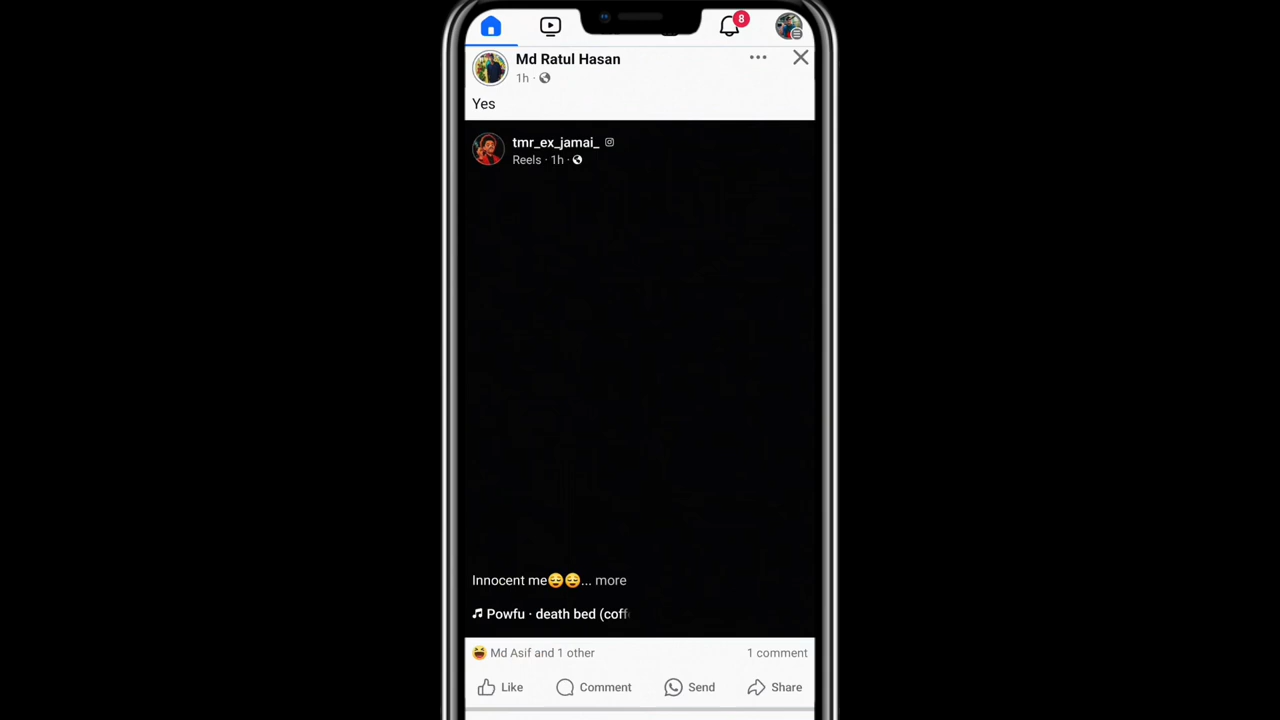 8
Md Ratul Hasan
1h ·
Yes
tmr_ex_jamai_
Reels · 1h ·
Innocent me😌😌... more
Powfu · death bed (coff
Md Asif and 1 other
1 comment
Like
Comment
Send
Share